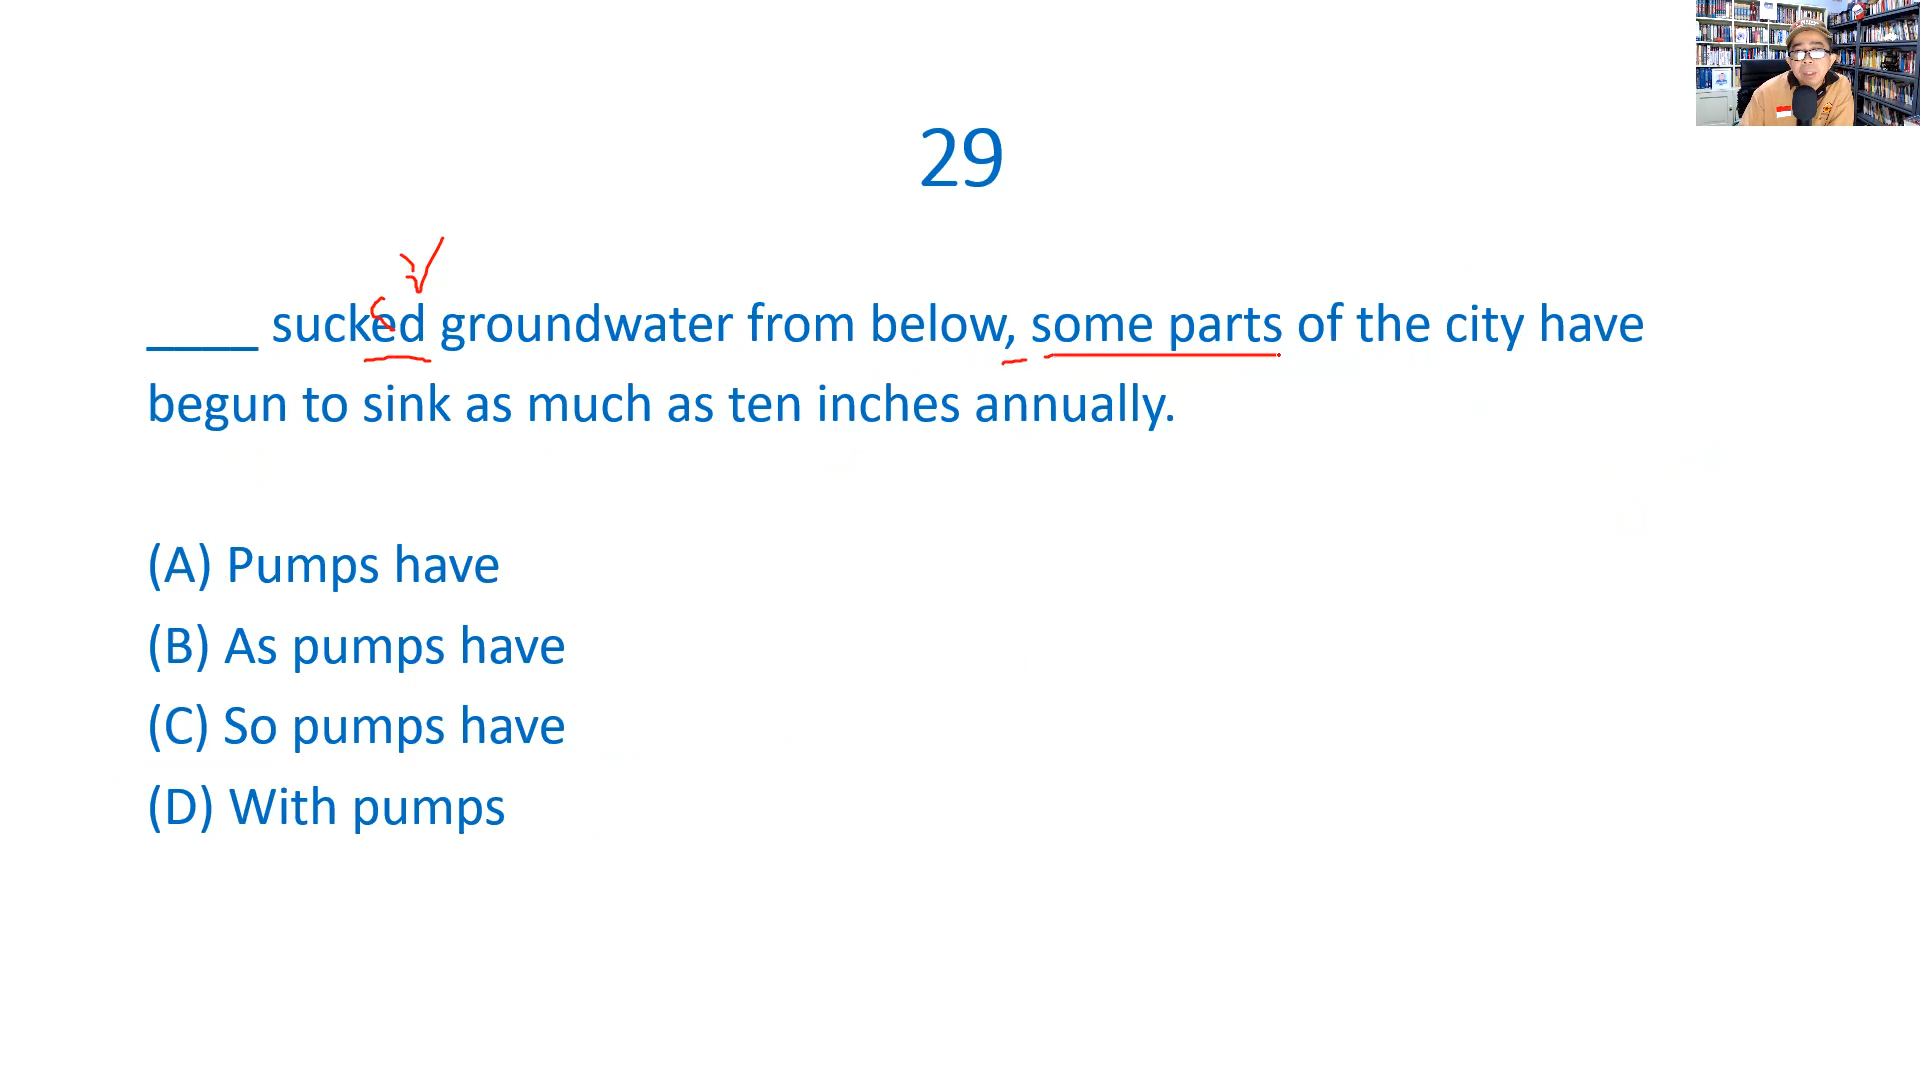 29
____ sucked groundwater from below, some parts of the city have
begun to sink as much as ten inches annually.
(A) Pumps have
(B) As pumps have
(C) So pumps have
(D) With pumps